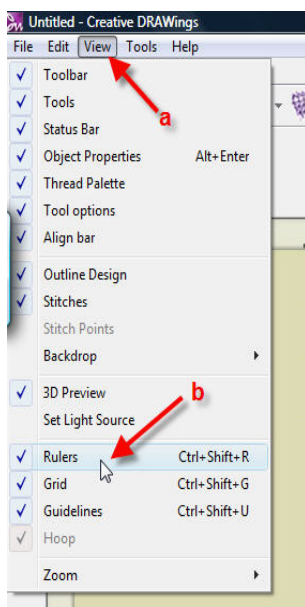 Untitled - Creative DRAWings
File Edit View Tools Help
a
Toolbar
Tools
Status Bar
Object Properties Alt+Enter
Thread Palette
Tool options
Align bar
Outline Design
Stitches
Stitch Points
Backdrop
3D Preview
b
Set Light Source
Rulers Ctrl+Shift+R
Grid Ctrl+Shift+G
Guidelines Ctrl+Shift+U
Hoop
Zoom